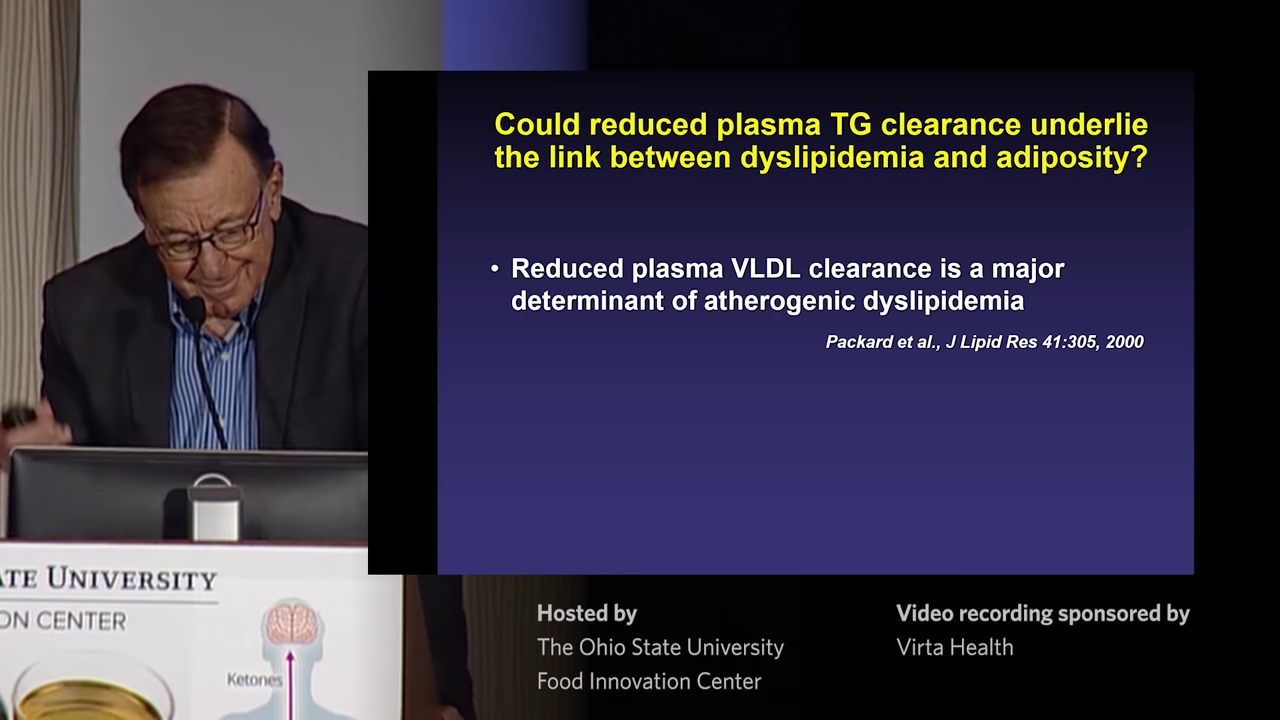 Could reduced plasma TG clearance underlie
the link between dyslipidemia and adiposity?
• Reduced plasma VLDL clearance is a major
determinant of atherogenic dyslipidemia
Packard et al., J Lipid Res 41:305, 2000
ATE UNIVERSITY
ON CENTER
Ketones
Hosted by
The Ohio State University
Food Innovation Center
Video recording sponsored by
Virta Health